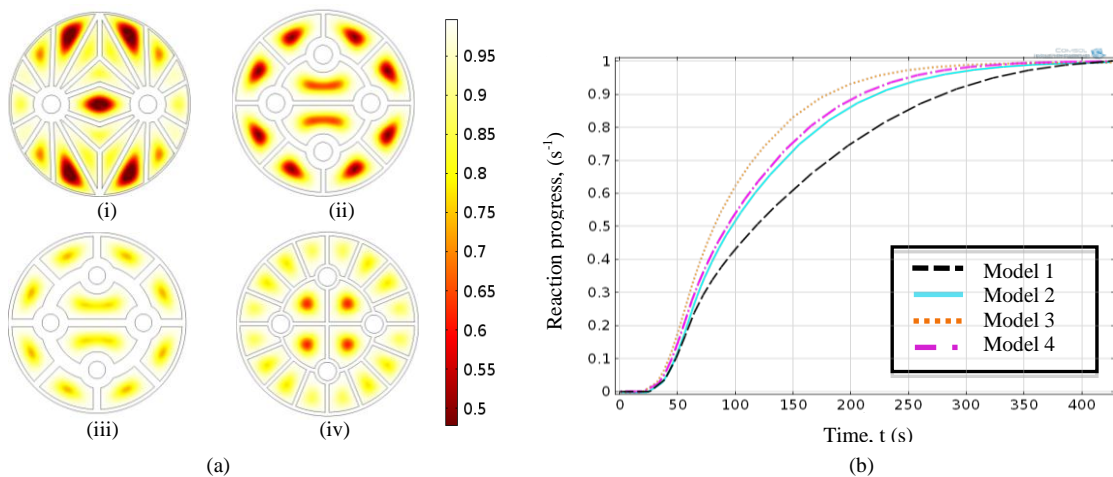 0.95
0.9
0.85
0.8
0.75
0.7
0.65
0.6
0.55
0.5
(i)
(ii)
(iii)
(iv)
(a)
1
0.9
0.8
0.7
0.6
0.5
0.4
0.3
0.2
0.1
0
Reaction progress, (s⁻¹)
0 50 100 150 200 250 300 350 400
Time, t (s)
Model 1
Model 2
Model 3
Model 4
(b)